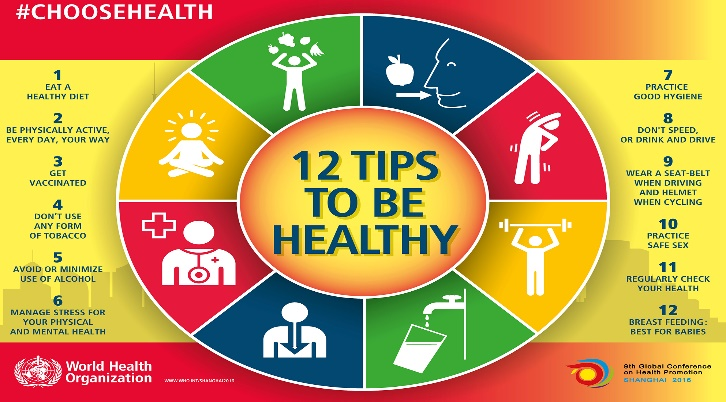 #CHOOSEHEALTH
1
EAT A
HEALTHY DIET
2
BE PHYSICALLY ACTIVE,
EVERY DAY, YOUR WAY
3
GET
VACCINATED
4
DON'T USE
ANY FORM
OF TOBACCO
5
AVOID OR MINIMIZE
USE OF ALCOHOL
6
MANAGE STRESS FOR
YOUR PHYSICAL
AND MENTAL HEALTH
12 TIPS
TO BE
HEALTHY
7
PRACTICE
GOOD HYGIENE
8
DON'T SPEED,
OR DRINK AND DRIVE
9
WEAR A SEAT-BELT
WHEN DRIVING
AND HELMET
WHEN CYCLING
10
PRACTICE
SAFE SEX
11
REGULARLY CHECK
YOUR HEALTH
12
BREAST FEEDING:
BEST FOR BABIES
World Health
Organization
WWW.WHO.INT/SHANGHAI2016
9th Global Conference
on Health Promotion
SHANGHAI 2016